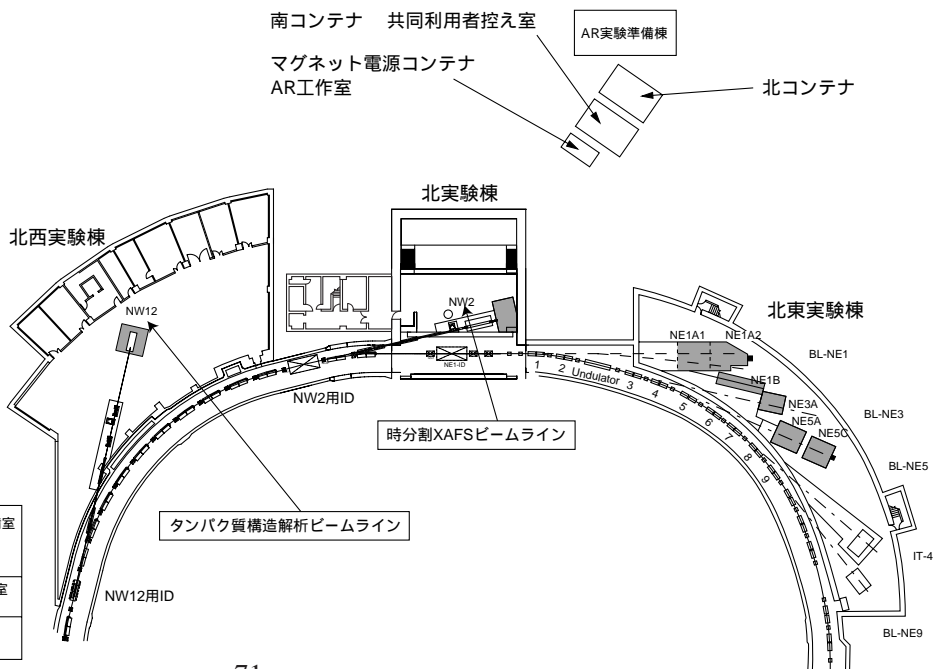 南コンテナ 共同利用者控え室
AR実験準備棟
マグネット電源コンテナ
AR工作室
北コンテナ
北実験棟
北西実験棟
北東実験棟
NW12
NW2
NE1A1
NE1A2
BL-NE1
NE1-ID
1 2 Undulator 3 4 5 6 7 8 9
NE1B
NE3A
NW2用ID
BL-NE3
NE5A
NE5C
時分割XAFSビームライン
BL-NE5
タンパク質構造解析ビームライン
室
IT-4
室
NW12用ID
BL-NE9